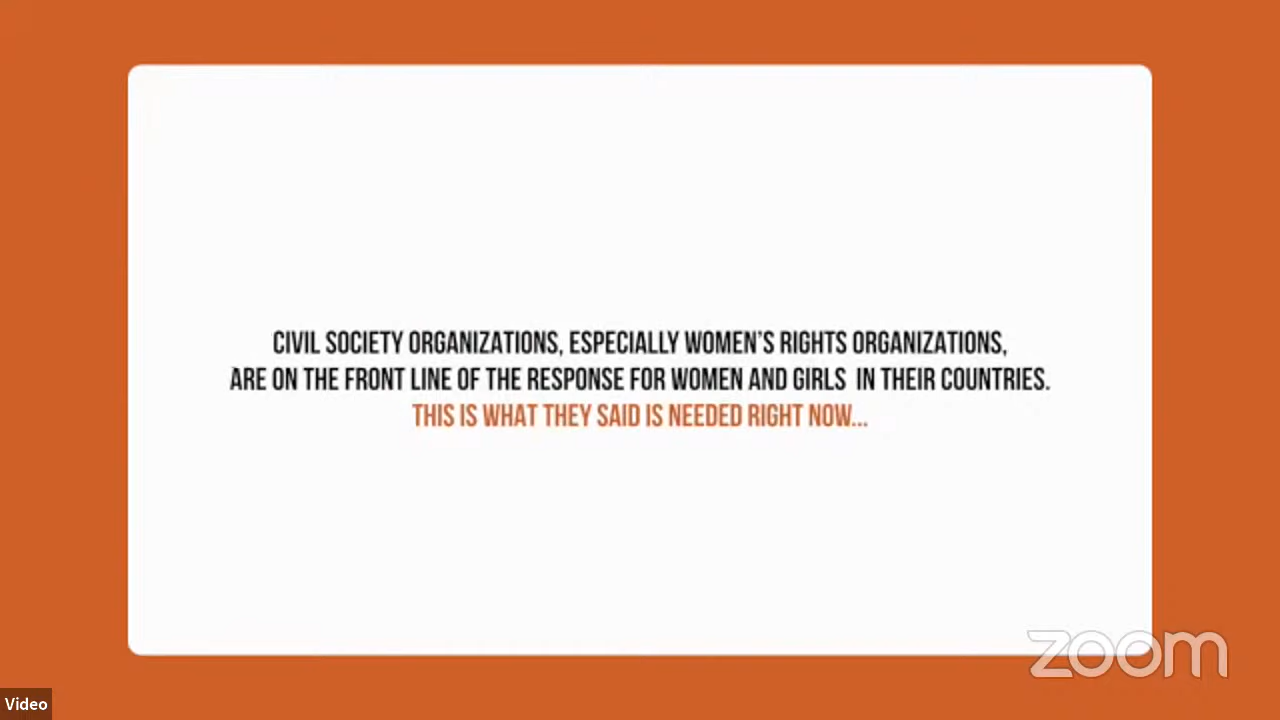 CIVIL SOCIETY ORGANIZATIONS, ESPECIALLY WOMEN'S RIGHTS ORGANIZATIONS,
ARE ON THE FRONT LINE OF THE RESPONSE FOR WOMEN AND GIRLS IN THEIR COUNTRIES.
THIS IS WHAT THEY SAID IS NEEDED RIGHT NOW...
zoom
Video